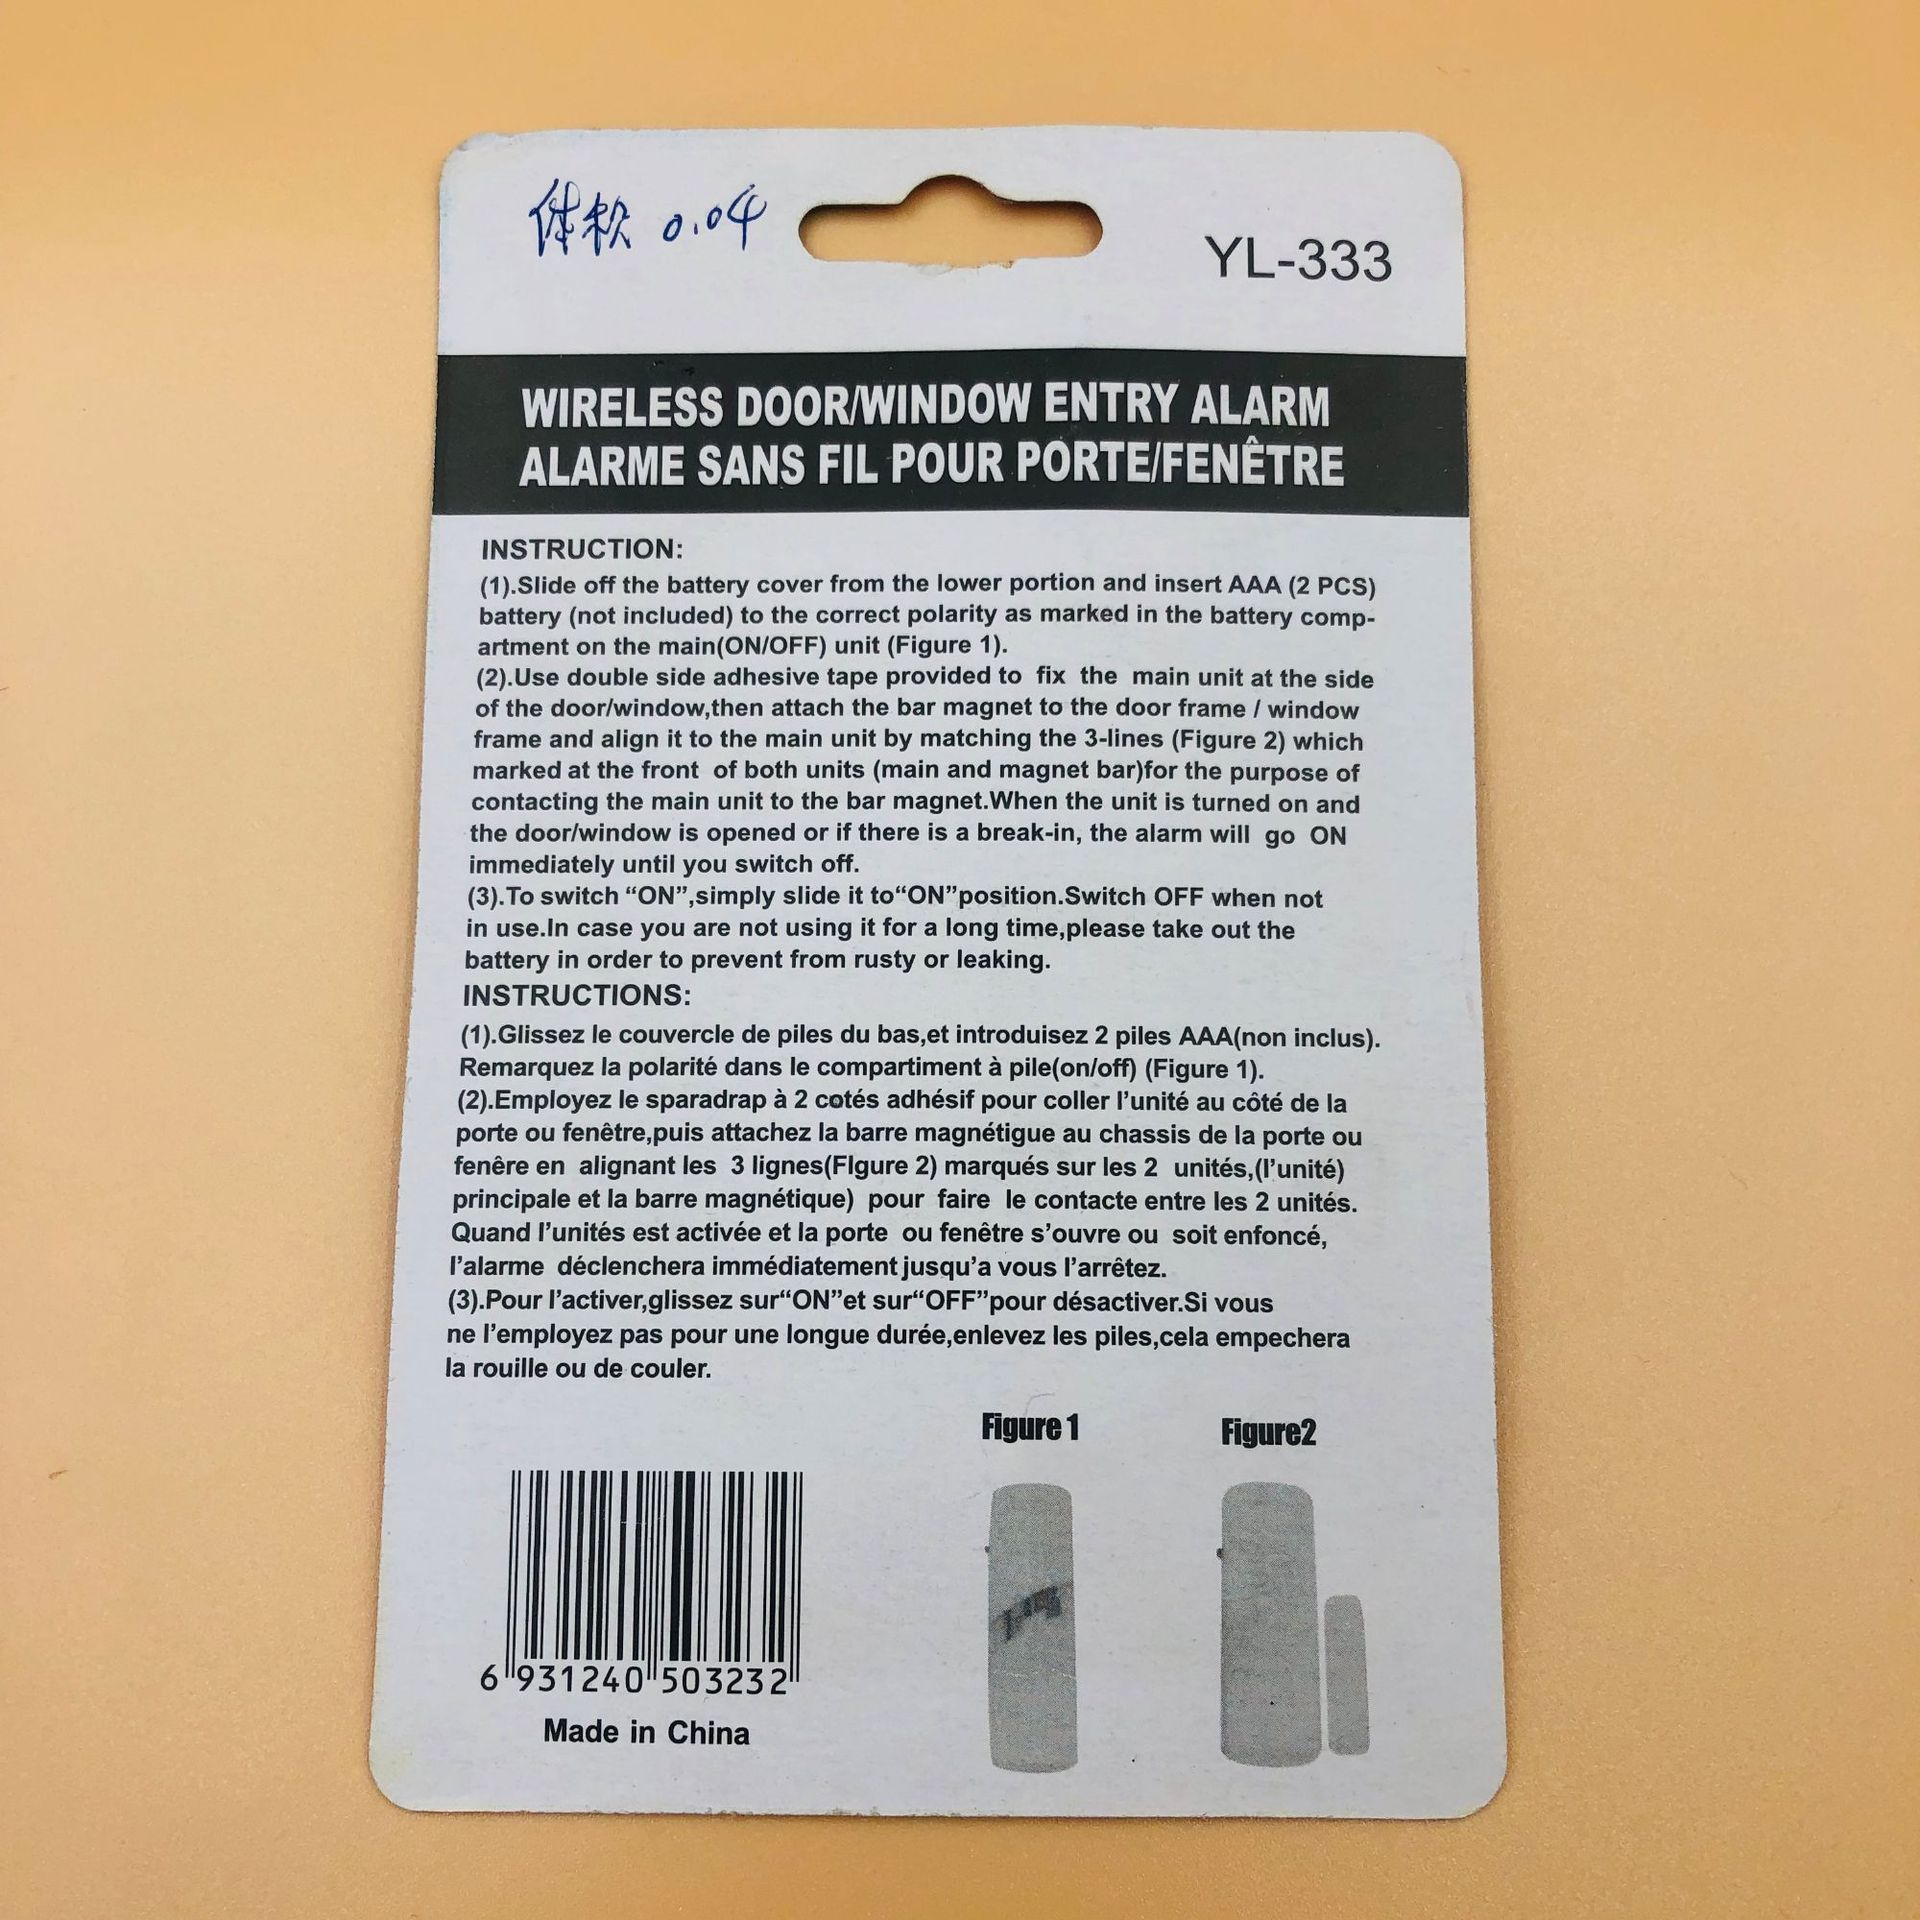 体积 0.04
YL-333
WIRELESS DOOR/WINDOW ENTRY ALARM
ALARME SANS FIL POUR PORTE/FENÊTRE
INSTRUCTION:
(1).Slide off the battery cover from the lower portion and insert AAA (2 PCS)
battery (not included) to the correct polarity as marked in the battery comp-
artment on the main(ON/OFF) unit (Figure 1).
(2).Use double side adhesive tape provided to fix the main unit at the side
of the door/window,then attach the bar magnet to the door frame / window
frame and align it to the main unit by matching the 3-lines (Figure 2) which
marked at the front of both units (main and magnet bar)for the purpose of
contacting the main unit to the bar magnet.When the unit is turned on and
the door/window is opened or if there is a break-in, the alarm will go ON
immediately until you switch off.
(3).To switch “ON”,simply slide it to“ON”position.Switch OFF when not
in use.In case you are not using it for a long time,please take out the
battery in order to prevent from rusty or leaking.
INSTRUCTIONS:
(1).Glissez le couvercle de piles du bas,et introduisez 2 piles AAA(non inclus).
Remarquez la polarité dans le compartiment à pile(on/off) (Figure 1).
(2).Employez le sparadrap à 2 cotés adhésif pour coller l’unité au côté de la
porte ou fenêtre,puis attachez la barre magnétigue au chassis de la porte ou
fenêre en alignant les 3 lignes(FIgure 2) marqués sur les 2 unités,(l’unité)
principale et la barre magnétique) pour faire le contacte entre les 2 unités.
Quand l’unités est activée et la porte ou fenêtre s’ouvre ou soit enfoncé,
l’alarme déclenchera immédiatement jusqu’a vous l’arrêtez.
(3).Pour l’activer,glissez sur“ON”et sur“OFF”pour désactiver.Si vous
ne l’employez pas pour une longue durée,enlevez les piles,cela empechera
la rouille ou de couler.
Figure 1
Figure2
6 931240 503232
Made in China